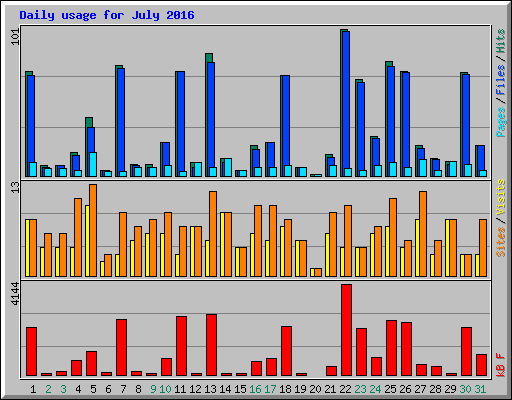 Daily usage for July 2016
101
Pages / Files / Hits
13
Sites / Visits
4144
kB F
1 2 3 4 5 6 7 8 9 10 11 12 13 14 15 16 17 18 19 20 21 22 23 24 25 26 27 28 29 30 31